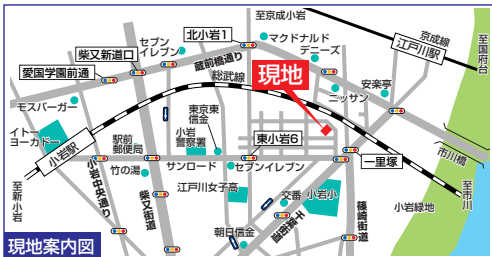 至京成小岩
北小岩1
マクドナルド
京成線
江戸川駅
至国府台
柴又新道口
セブン
イレブン
デニーズ
愛国学園前通
蔵前橋通り
総武線
現地
安楽亭
ニッサン
モスバーガー
東京東
信金
イトー
ヨーカドー
小岩駅
駅前
郵便局
小岩
警察署
東小岩6
一里塚
市川橋
竹の湯
サンロード
セブンイレブン
至新小岩
小岩中央通り
柴又街道
江戸川女子高
交番
小岩小
千葉街道
篠崎街道
小岩緑地
至市川
朝日信金
現地案内図